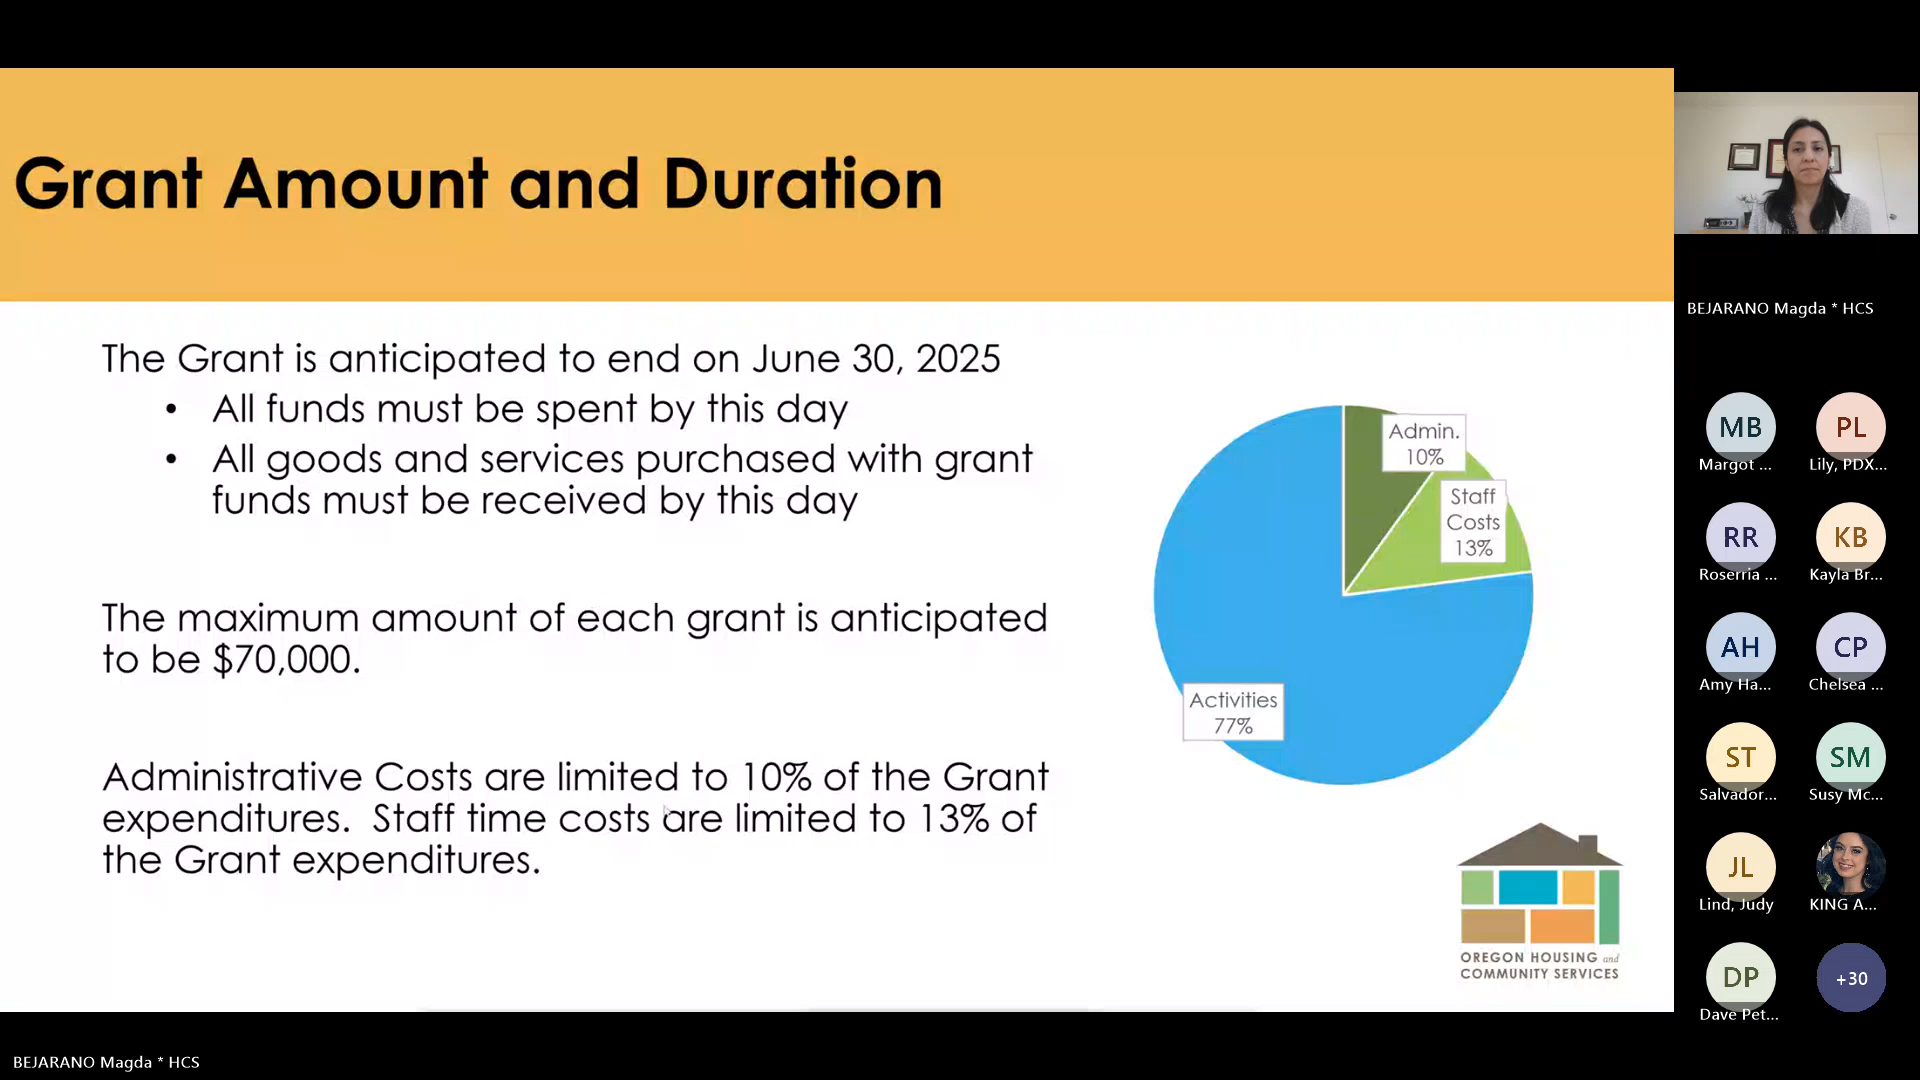 Grant Amount and Duration
The Grant is anticipated to end on June 30, 2025
• All funds must be spent by this day
• All goods and services purchased with grant
funds must be received by this day
The maximum amount of each grant is anticipated
to be $70,000.
Administrative Costs are limited to 10% of the Grant
expenditures. Staff time costs are limited to 13% of
the Grant expenditures.
Admin.
10%
Staff
Costs
13%
Activities
77%
OREGON HOUSING and
COMMUNITY SERVICES
BEJARANO Magda * HCS
MB
Margot ...
PL
Lily, PDX...
RR
Roserria ...
KB
Kayla Br...
AH
Amy Ha...
CP
Chelsea ...
ST
Salvador...
SM
Susy Mc...
JL
Lind, Judy
KING A...
DP
Dave Pet...
+30
BEJARANO Magda * HCS